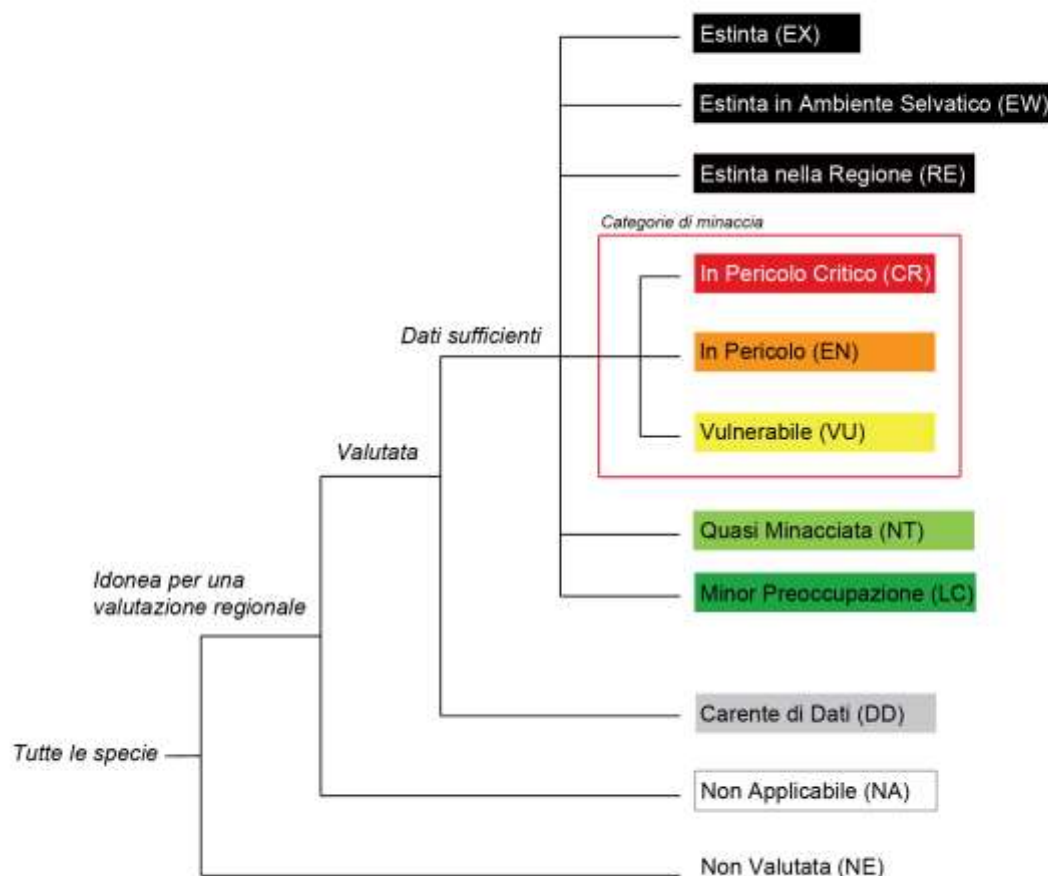 Estinta (EX)
Estinta in Ambiente Selvatico (EW)
Estinta nella Regione (RE)
Categorie di minaccia
In Pericolo Critico (CR)
Dati sufficienti
In Pericolo (EN)
Vulnerabile (VU)
Valutata
Quasi Minacciata (NT)
Idonea per una
valutazione regionale
Minor Preoccupazione (LC)
Carente di Dati (DD)
Tutte le specie
Non Applicabile (NA)
Non Valutata (NE)